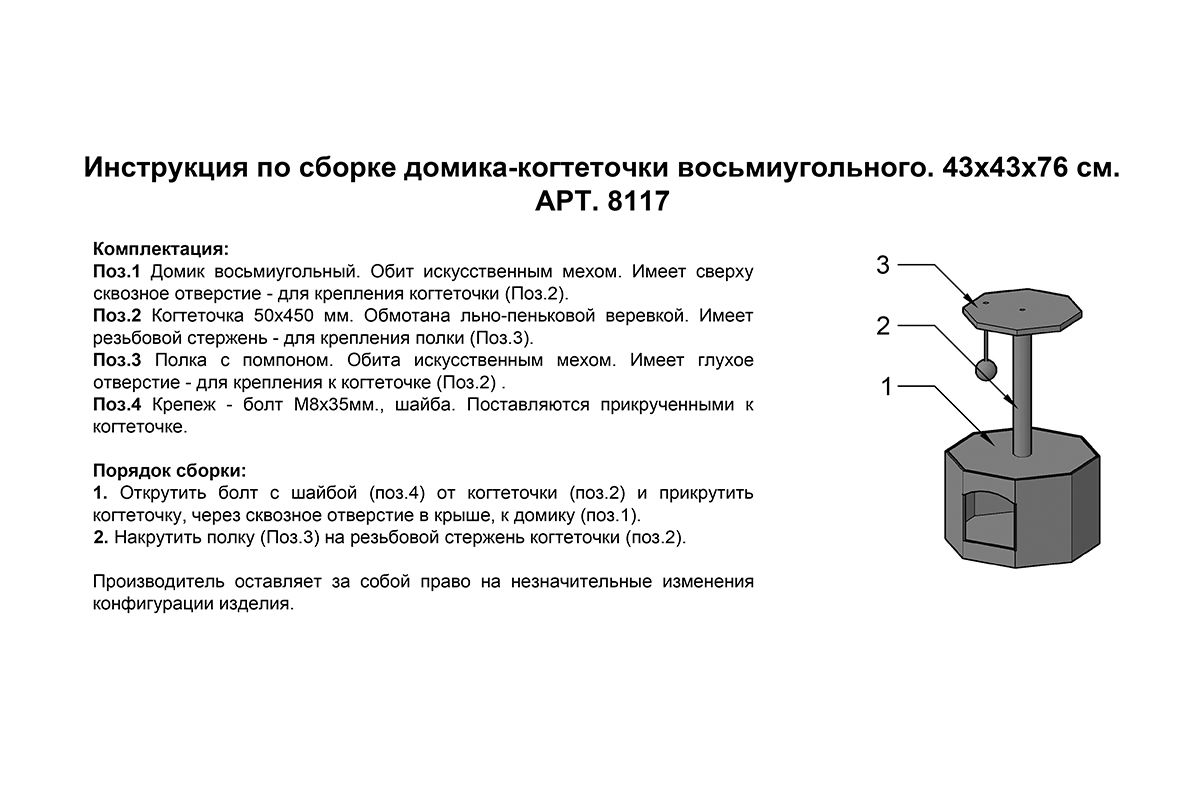 Инструкция по сборке домика-когтеточки восьмиугольного. 43х43х76 см.
АРТ. 8117
Комплектация:
Поз.1 Домик восьмиугольный. Обит искусственным мехом. Имеет сверху
сквозное отверстие - для крепления когтеточки (Поз.2).
Поз.2 Когтеточка 50х450 мм. Обмотана льно-пеньковой веревкой. Имеет
резьбовой стержень - для крепления полки (Поз.3).
Поз.3 Полка с помпоном. Обита искусственным мехом. Имеет глухое
отверстие - для крепления к когтеточке (Поз.2) .
Поз.4 Крепеж - болт М8х35мм., шайба. Поставляются прикрученными к
когтеточке.
Порядок сборки:
1. Открутить болт с шайбой (поз.4) от когтеточки (поз.2) и прикрутить
когтеточку, через сквозное отверстие в крыше, к домику (поз.1).
2. Накрутить полку (Поз.3) на резьбовой стержень когтеточки (поз.2).
Производитель оставляет за собой право на незначительные изменения
конфигурации изделия.
3
2
1